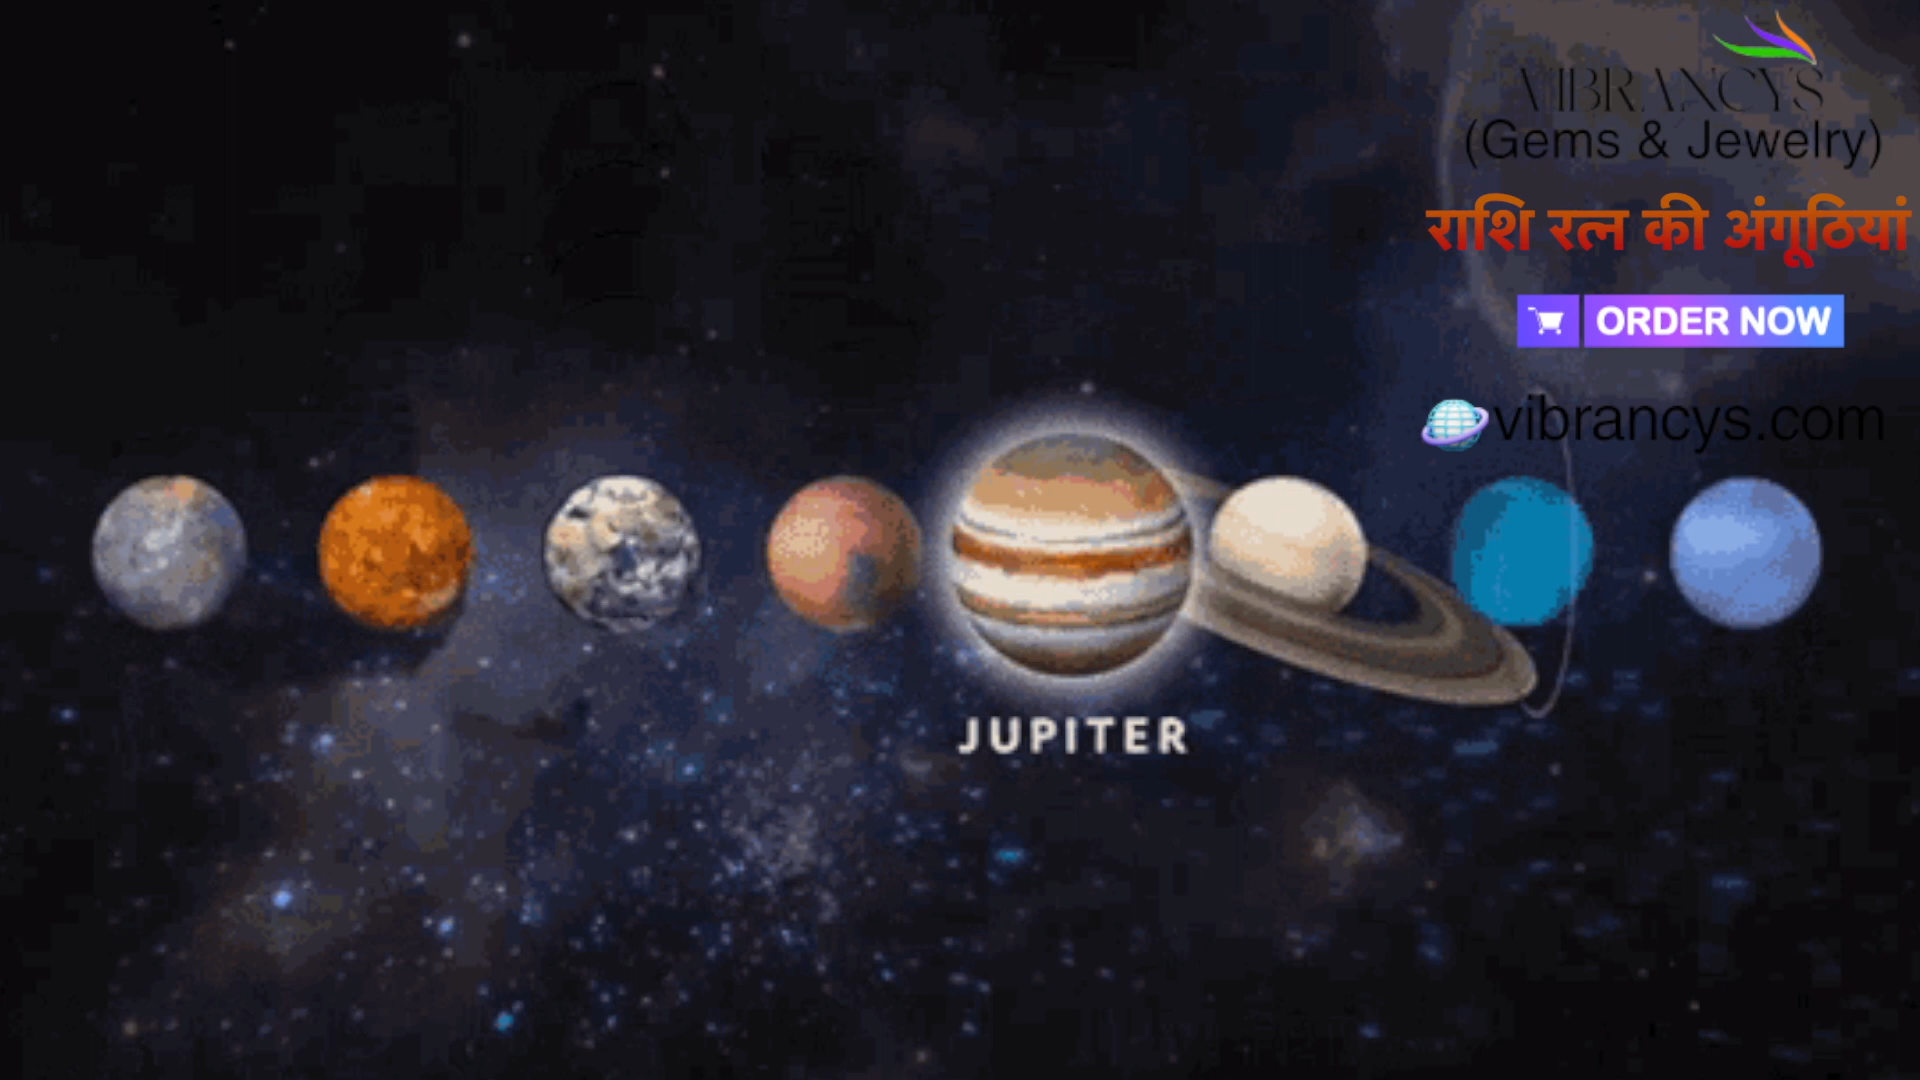 VIBRANCYS
(Gems & Jewelry)
राशि रत्न की अंगूठियां
ORDER NOW
vibrancys.com
JUPITER